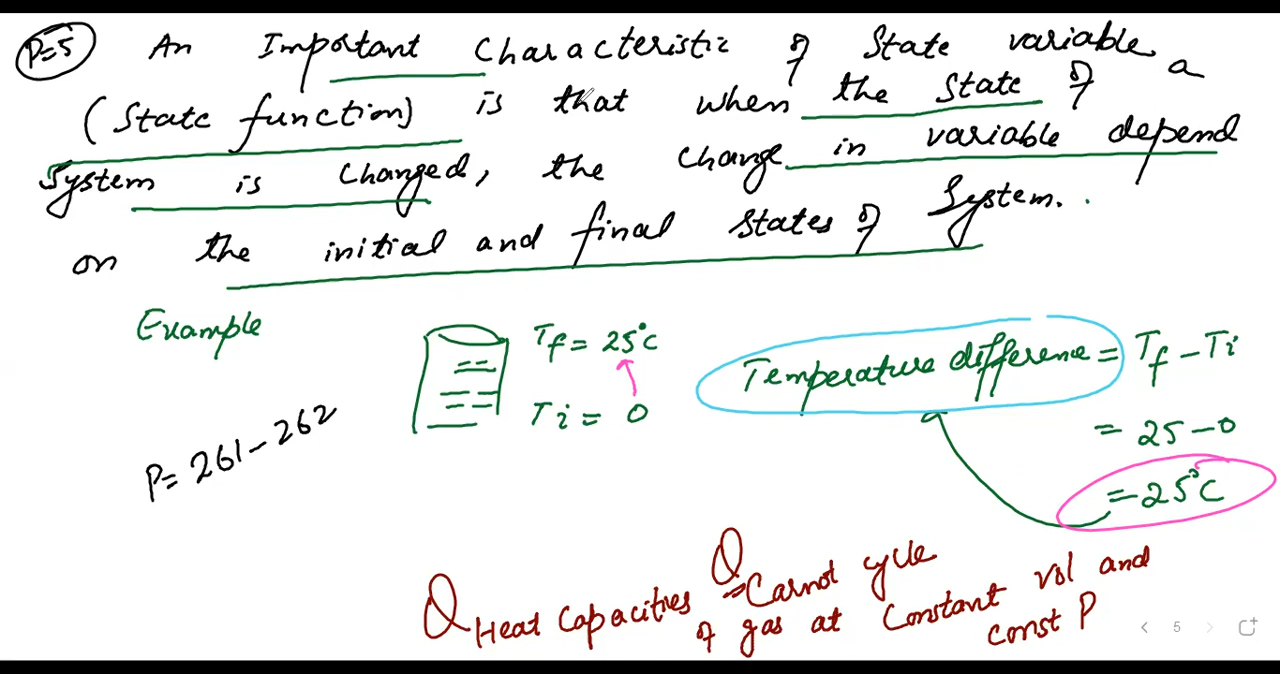 P=5 An Important Characteristic of State variable
(State function) is that when the State of a
System is changed, the change in variable depend
on the initial and final states of System.
Example
Tf = 25°C
Ti = 0
Temperature difference = Tf - Ti
= 25 - 0
= 25°C
P = 261 - 262
Q Carnot cycle
Q Heat Capacities of gas at Constant vol and
const P
5